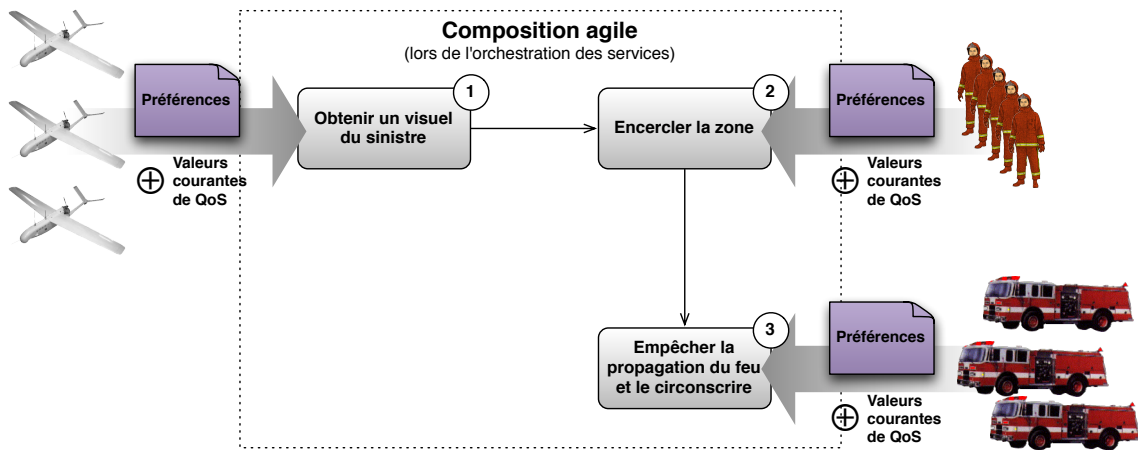 Composition agile
(lors de l'orchestration des services)
Préférences
Valeurs
courantes
de QoS
1
Obtenir un visuel
du sinistre
2
Encercler la zone
Préférences
Valeurs
courantes
de QoS
3
Empêcher la
propagation du feu
et le circonscrire
Préférences
Valeurs
courantes
de QoS